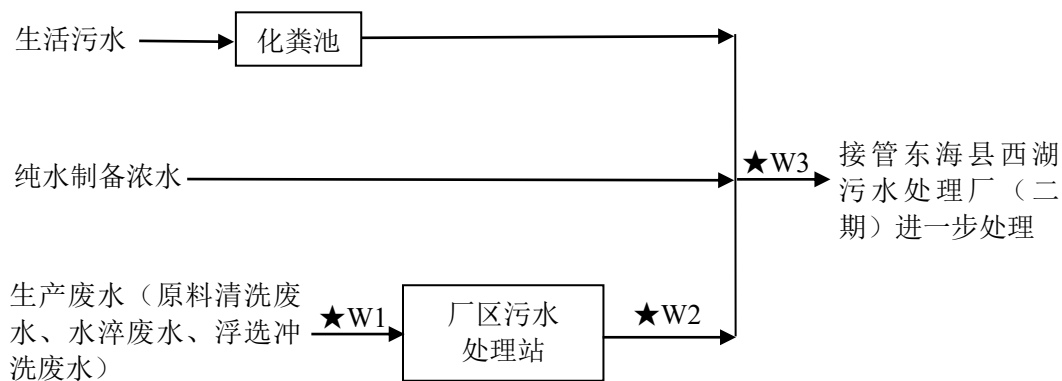 生活污水
化粪池
纯水制备浓水
★W3
接管东海县西湖
污水处理厂（二
期）进一步处理
生产废水（原料清洗废
水、水淬废水、浮选冲
洗废水）
★W1
厂区污水
处理站
★W2